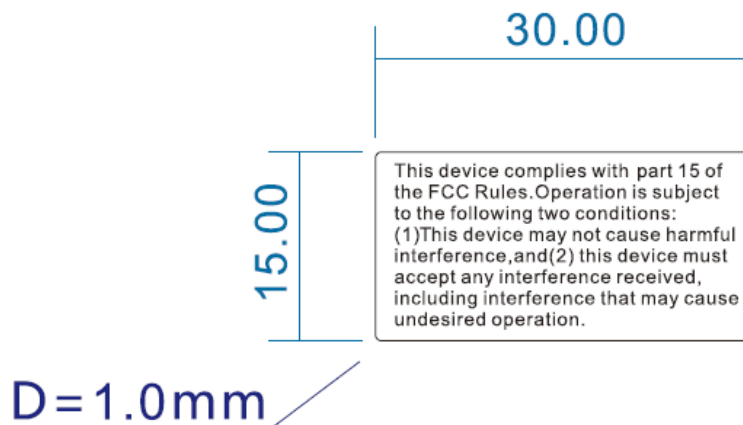 30.00
15.00
This device complies with part 15 of
the FCC Rules.Operation is subject
to the following two conditions:
(1)This device may not cause harmful
interference,and(2) this device must
accept any interference received,
including interference that may cause
undesired operation.
D=1.0mm